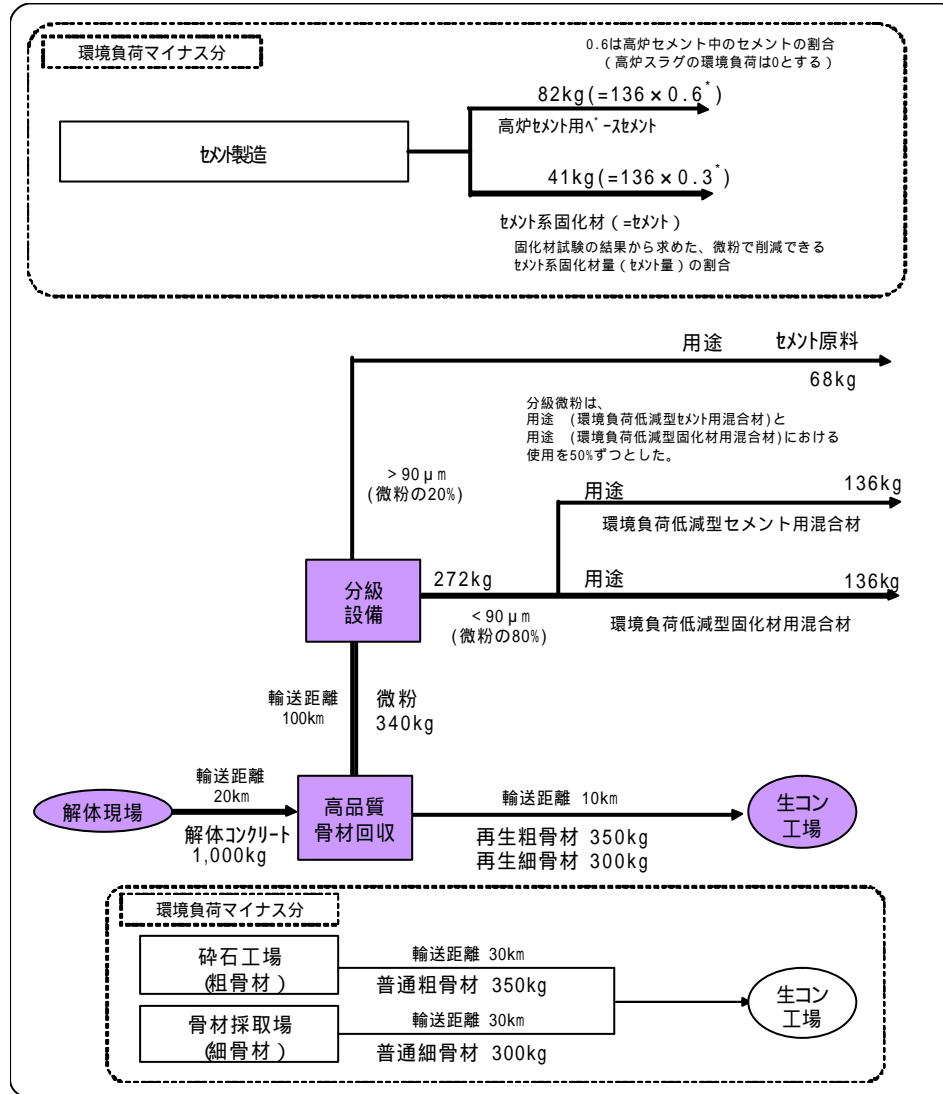 環境負荷マイナス分
0.6は高炉セメント中のセメントの割合
(高炉スラグの環境負荷は0とする)
82kg(=136×0.6*)
高炉セメント用ベースセメント
セメント製造
41kg(=136×0.3*)
セメント系固化材(=セメント)
固化材試験の結果から求めた、微粉で削減できる
セメント系固化材量(セメント量)の割合
用途 セメント原料
68kg
分級微粉は、
用途 (環境負荷低減型セメント用混合材)と
用途 (環境負荷低減型固化材用混合材)における
使用を50%ずつとした。
>90μm
(微粉の20%)
用途 136kg
環境負荷低減型セメント用混合材
分級
設備
272kg
<90μm
(微粉の80%)
用途 136kg
環境負荷低減型固化材用混合材
輸送距離
100km
微粉
340kg
解体現場
輸送距離
20km
解体コンクリート
1,000kg
高品質
骨材回収
輸送距離 10km
再生粗骨材 350kg
再生細骨材 300kg
生コン
工場
環境負荷マイナス分
砕石工場
(粗骨材)
輸送距離 30km
普通粗骨材 350kg
骨材採取場
(細骨材)
輸送距離 30km
普通細骨材 300kg
生コン
工場